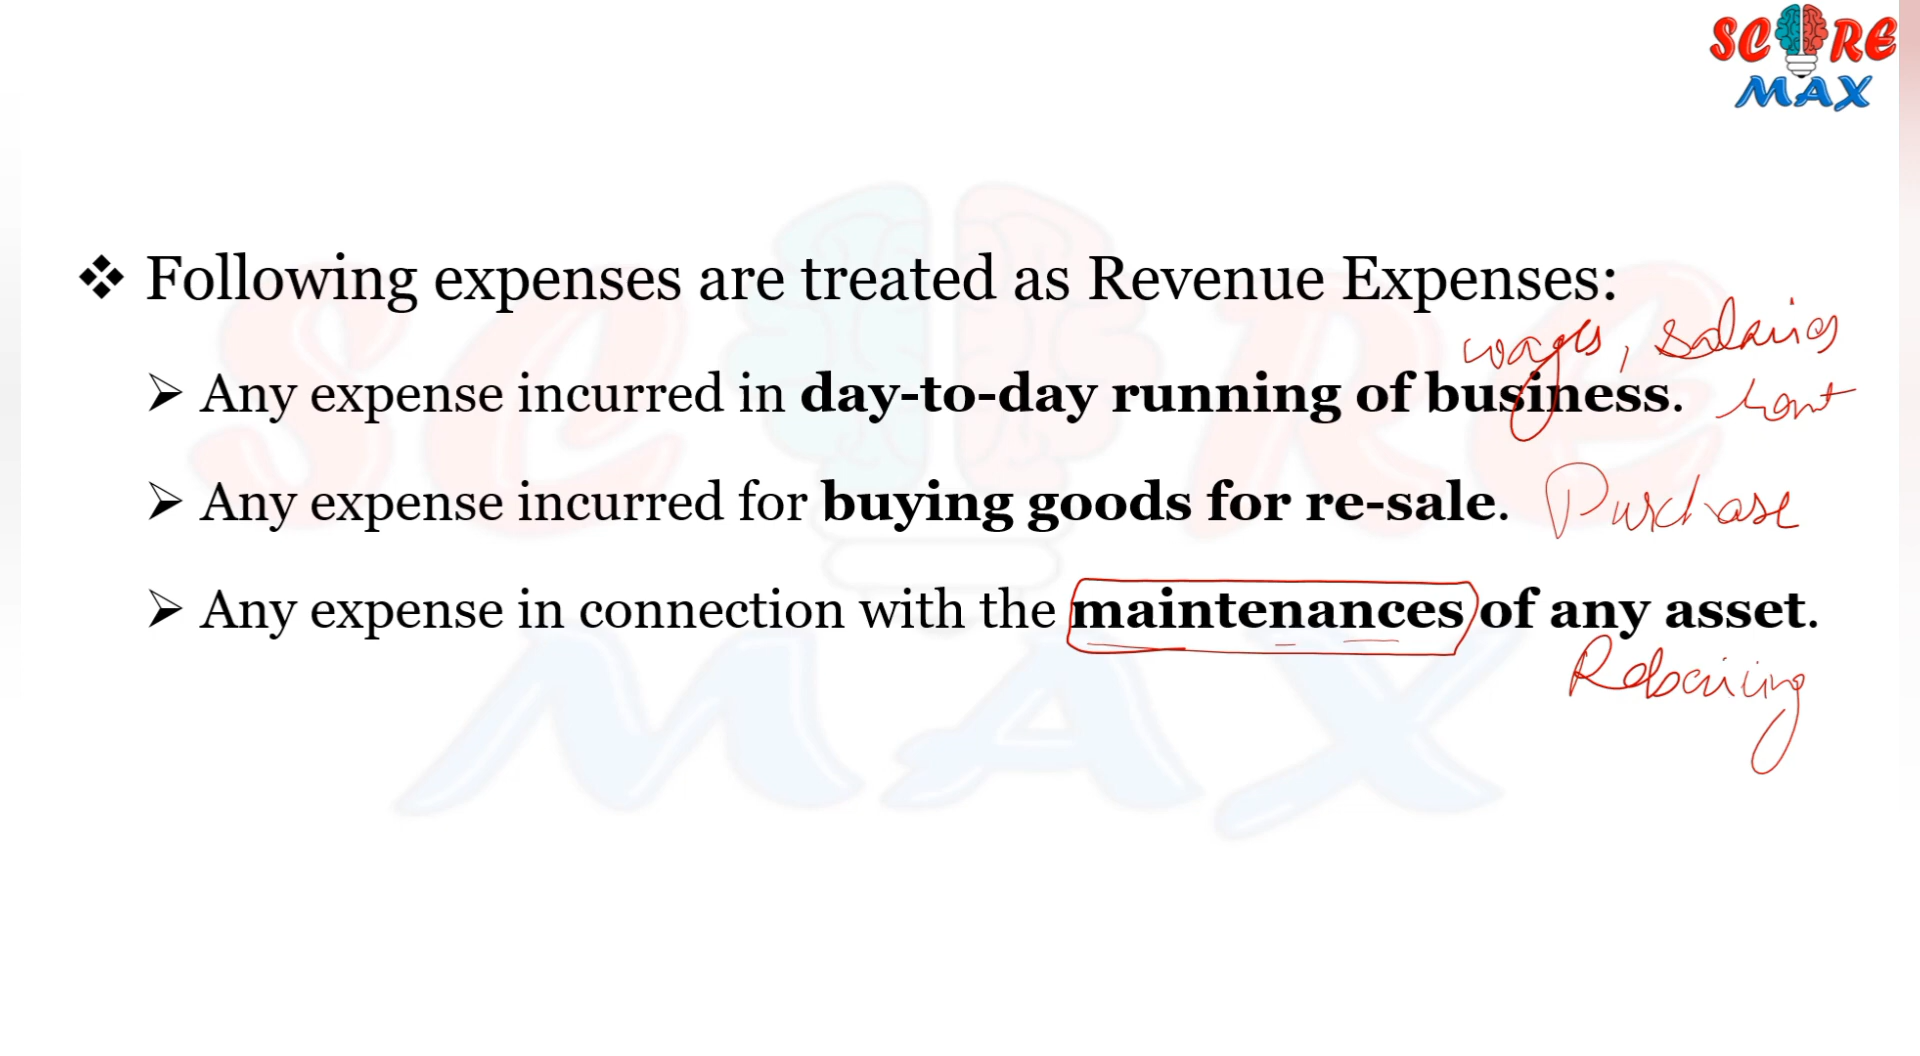 SCORE
MAX
❖ Following expenses are treated as Revenue Expenses:
wages, Salaries
➢ Any expense incurred in day-to-day running of business.
rent
➢ Any expense incurred for buying goods for re-sale. Purchase
➢ Any expense in connection with the maintenances of any asset.
Repairing
SCORE
MAX